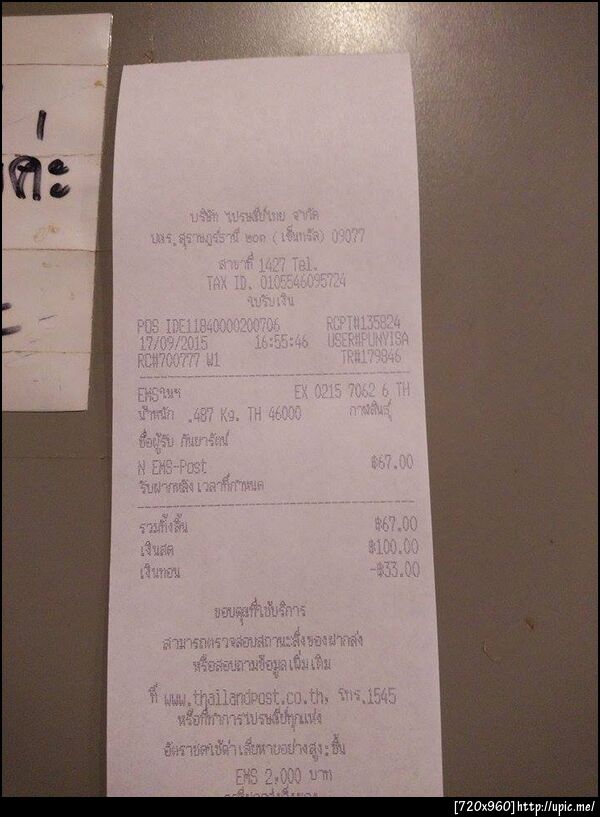 ค่ะ
บริษัท ไปรษณีย์ไทย จำกัด
ปสร.สุราษฎร์ธานี ๒๐๑ (เซ็นทรัล) 09077
สาขาที่ 1427 Tel.
TAX ID. 0105546095724
ใบรับเงิน
POS IDE11840000200706 RCPT#135824
17/09/2015 16:55:46 USER#PUNYISA
RC#700777 W1 TR#179846
EMSในฯ EX 0215 7062 6 TH
น้ำหนัก .487 Kg. TH 46000 กาฬสินธุ์
ชื่อผู้รับ กันยารัตน์
N EMS-Post ฿67.00
รับฝากหลังเวลาที่กำหนด
รวมทั้งสิ้น ฿67.00
เงินสด ฿100.00
เงินทอน -฿33.00
ขอบคุณที่ใช้บริการ
สามารถตรวจสอบสถานะสิ่งของฝากส่ง
หรือสอบถามข้อมูลเพิ่มเติม
ที่ www.thailandpost.co.th, โทร.1545
หรือที่ทำการไปรษณีย์ทุกแห่ง
อัตราชดใช้ค่าเสียหายอย่างสูง:ชิ้น
EMS 2,000 บาท
[720x960]http://upic.me/